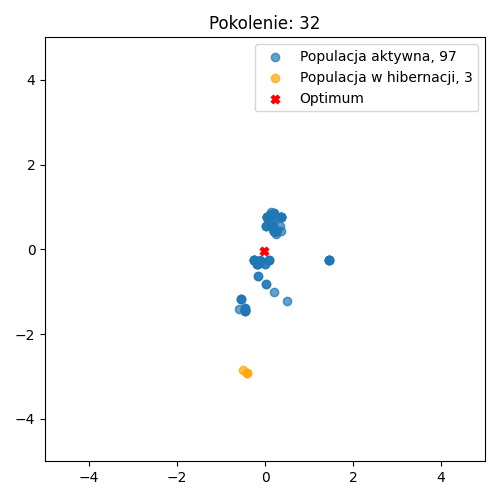 Pokolenie: 32
Populacja aktywna, 97
Populacja w hibernacji, 3
Optimum
4
2
0
−2
−4
−4
−2
0
2
4